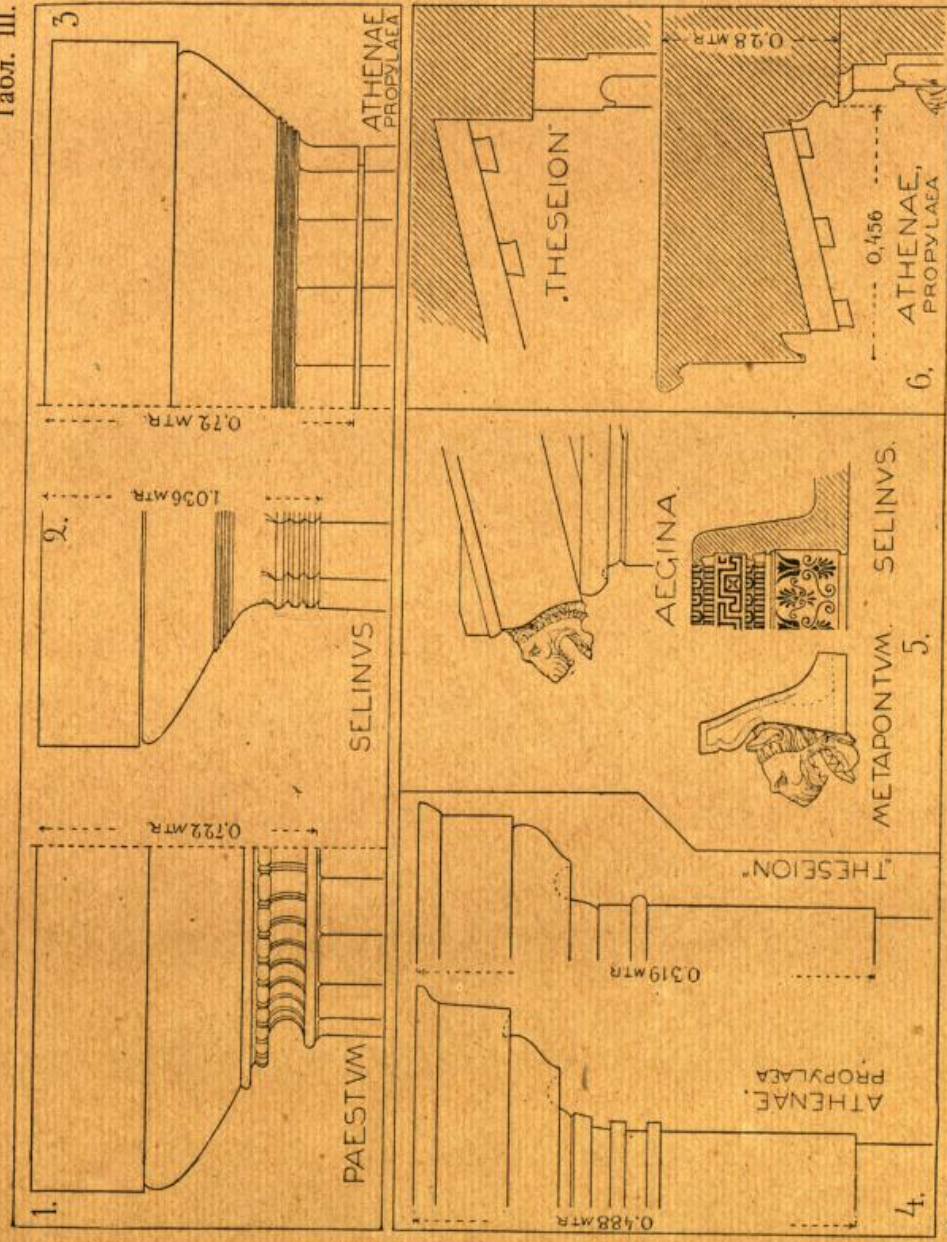 Табл. III.
1.
PAESTVM
0,722 MTR
2.
SELINVS
1.036 MTR
3
ATHENAE,
PROPYLAEA
0,72 MTR
4.
ATHENAE.
PROPYLAEA
0.488 MTR
"THESEION"
0.319 MTR
5.
AEGINA.
METAPONTVM.
SELINVS.
6.
„THESEION"
ATHENAE,
PROPYLAEA
0,28 MTR
0,456